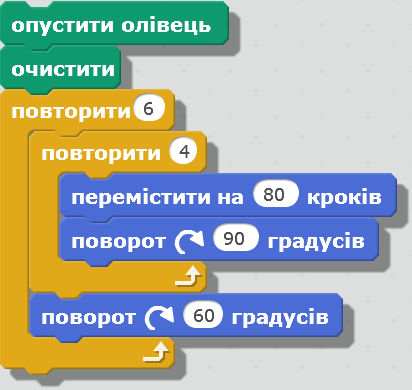 опустити олівець
очистити
повторити 6
повторити 4
перемістити на 80 кроків
поворот 90 градусів
поворот 60 градусів